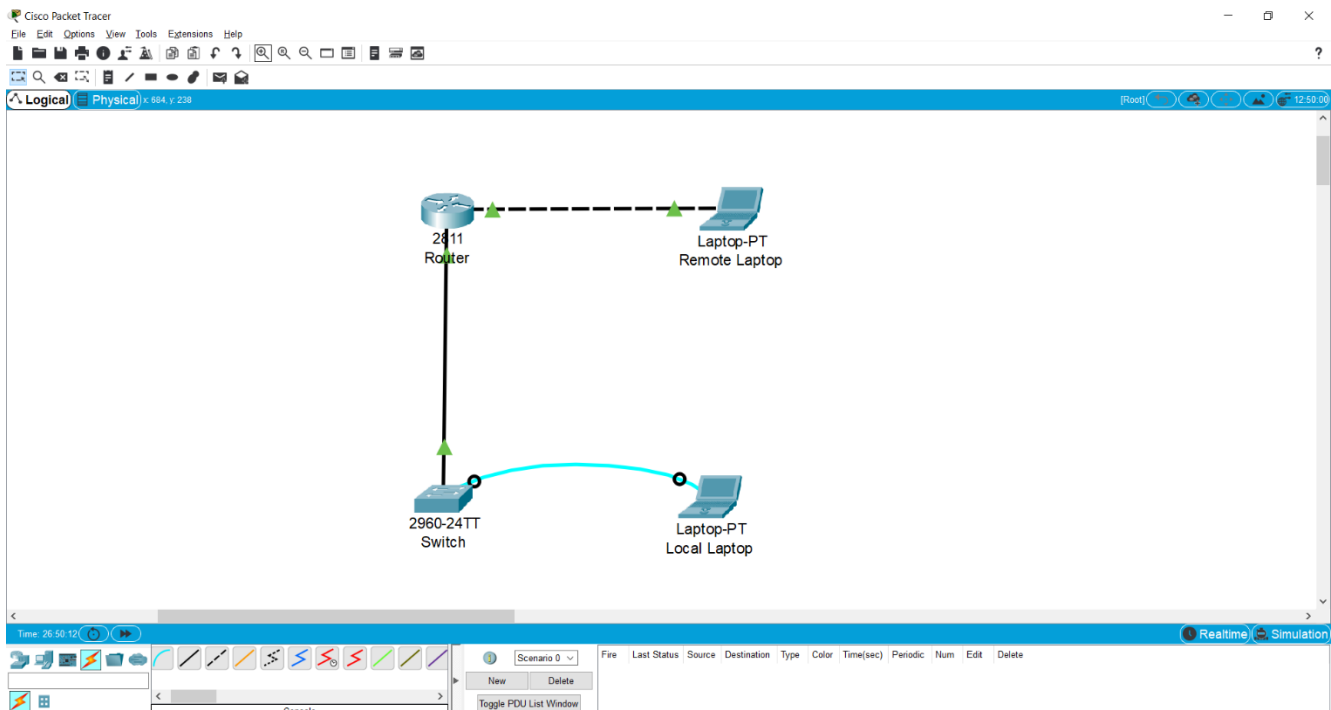 Cisco Packet Tracer
File Edit Options View Tools Extensions Help
?
Logical Physical x: 684, y: 238 [Root] 12:50:00
2811
Router
Laptop-PT
Remote Laptop
2960-24TT
Switch
Laptop-PT
Local Laptop
Time: 26:50:12 Realtime Simulation
Scenario 0 Fire Last Status Source Destination Type Color Time(sec) Periodic Num Edit Delete
New Delete
Toggle PDU List Window